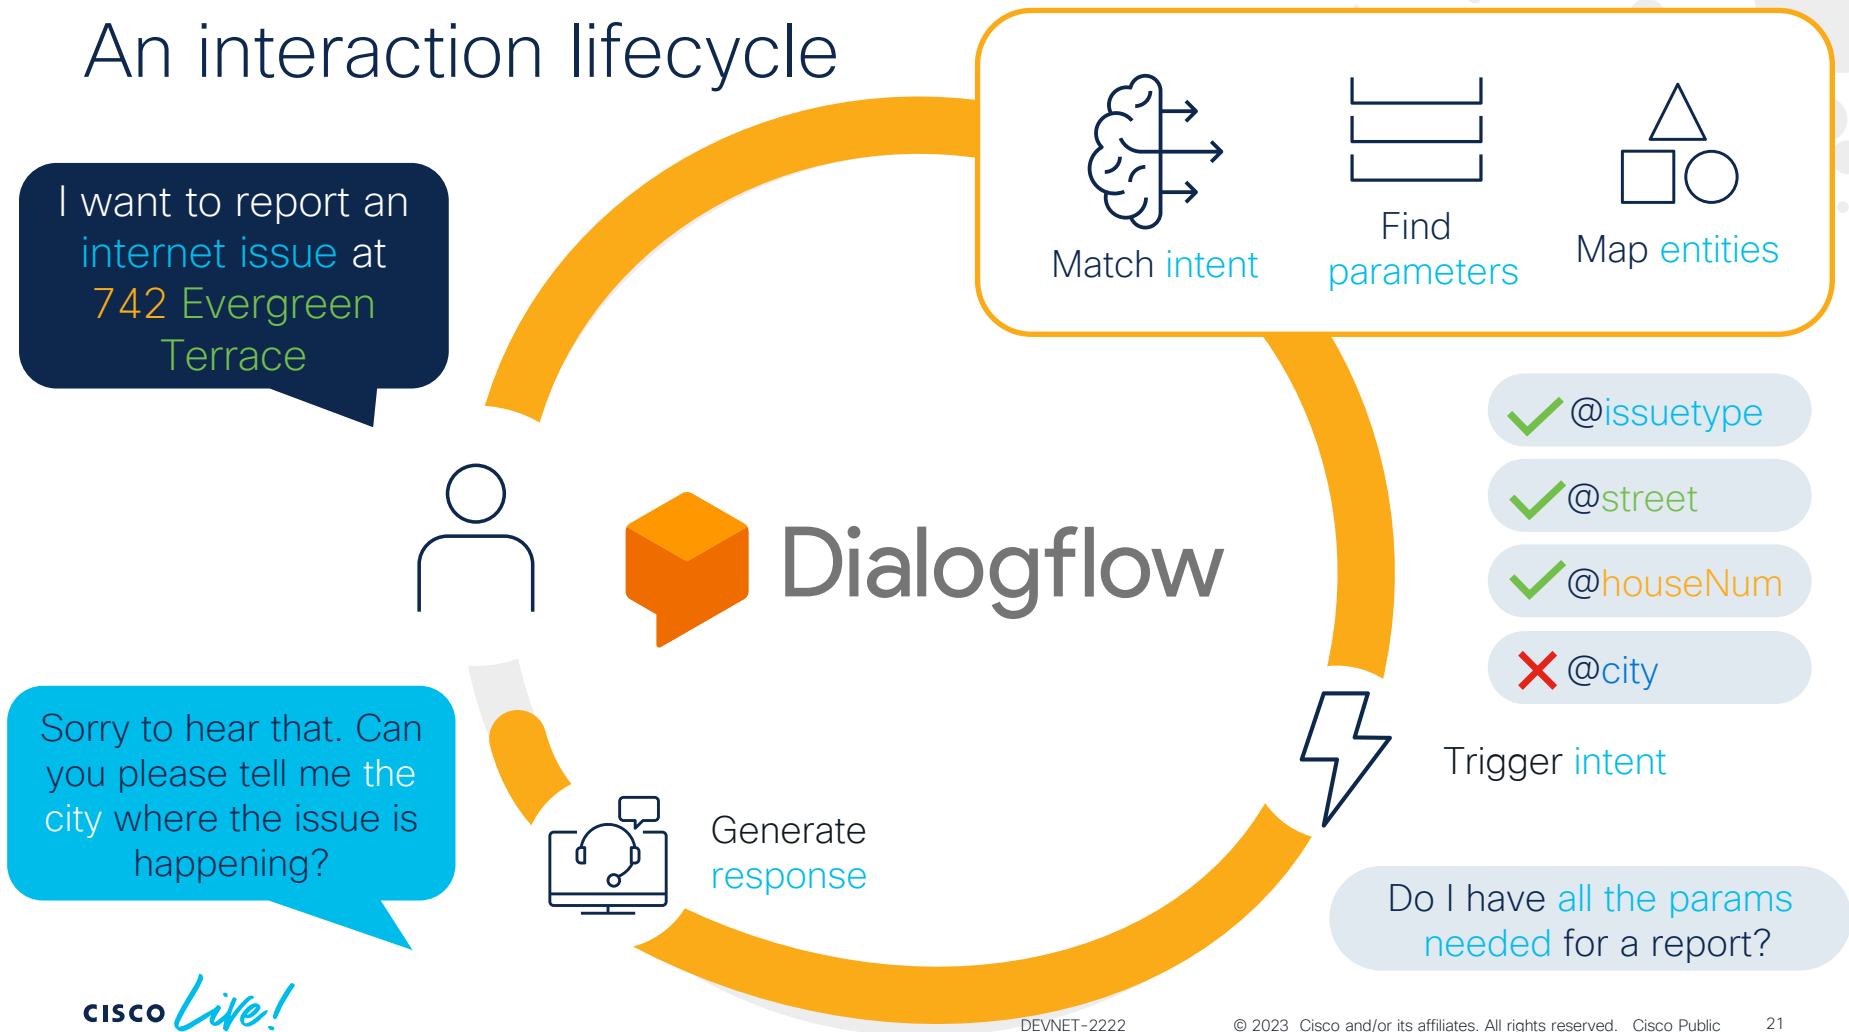 An interaction lifecycle
I want to report an
internet issue at
742 Evergreen
Terrace
Match intent
Find
parameters
Map entities
@issuetype
@street
@houseNum
@city
Trigger intent
Do I have all the params
needed for a report?
Dialogflow
Generate
response
Sorry to hear that. Can
you please tell me the
city where the issue is
happening?
CISCO Live!
DEVNET-2222
© 2023 Cisco and/or its affiliates. All rights reserved. Cisco Public
21